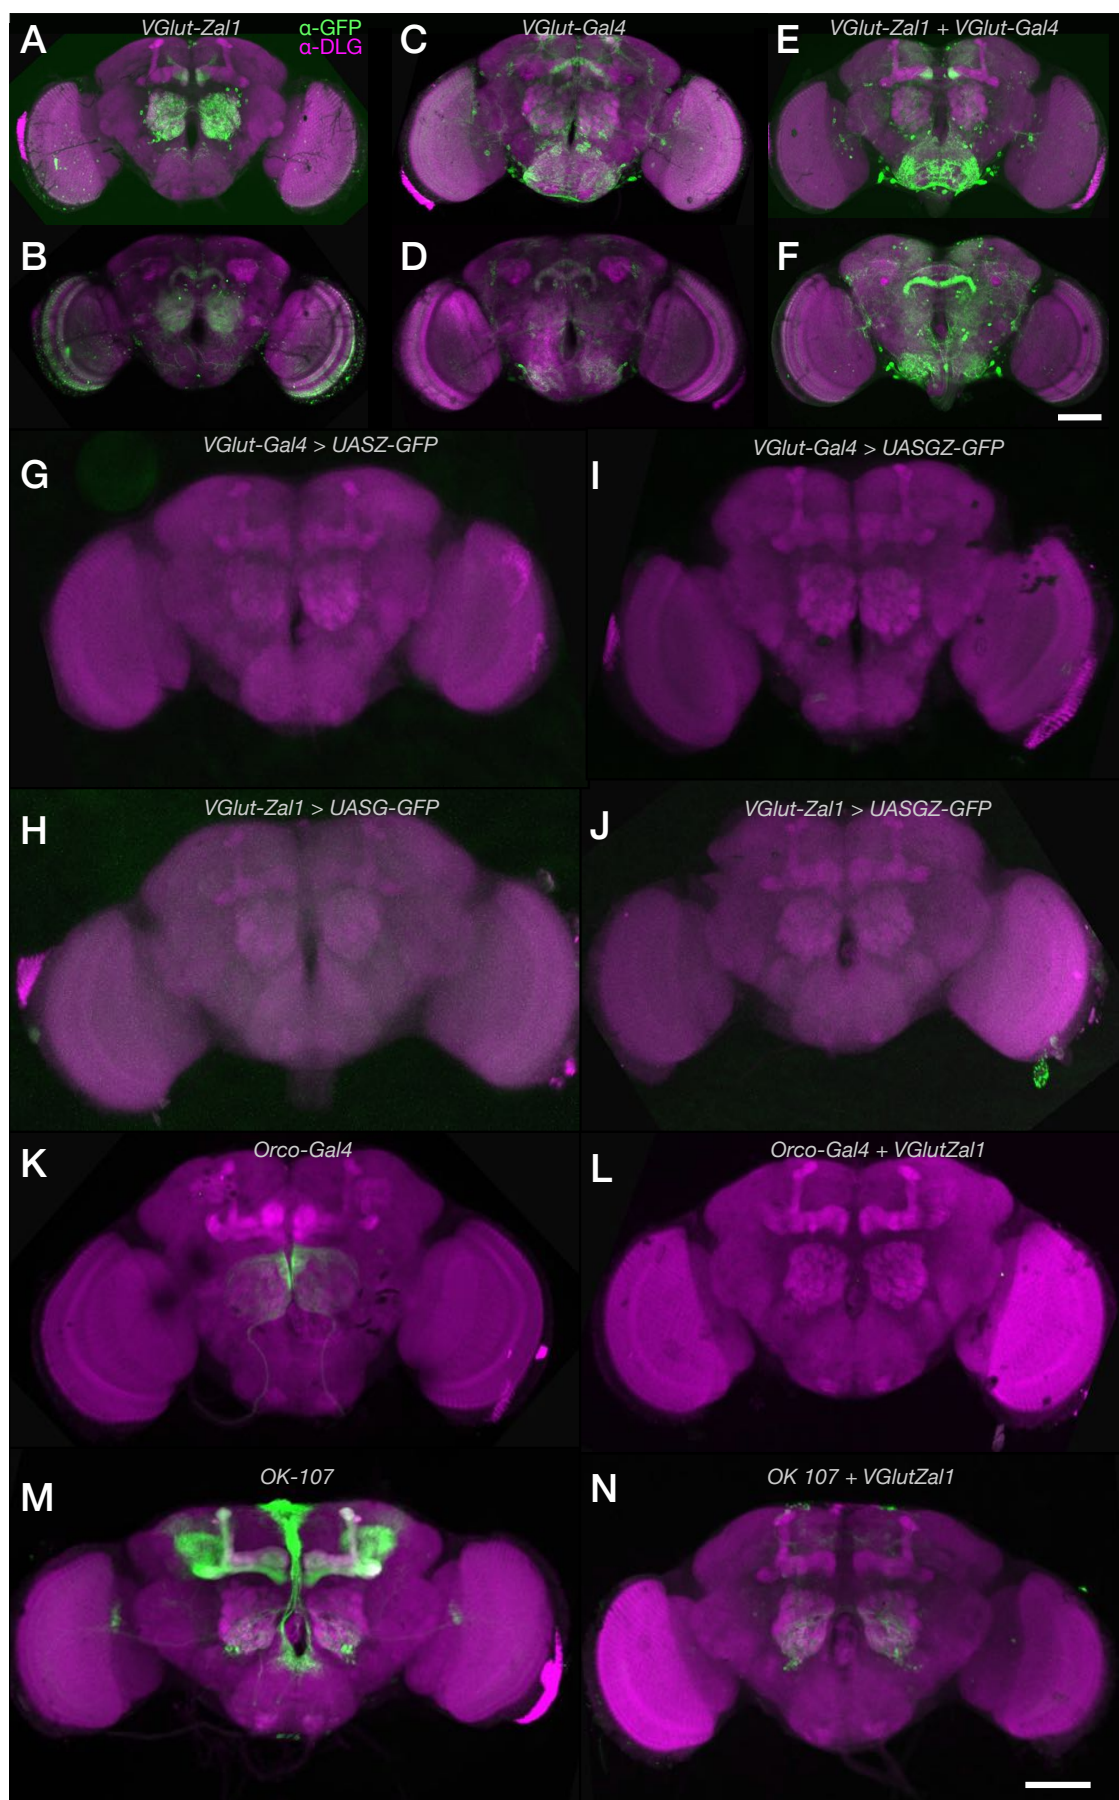 A
VGlut-Zal1
α-GFP
α-DLG
C
VGlut-Gal4
E
VGlut-Zal1 + VGlut-Gal4
B
D
F
VGlut-Gal4 > UASZ-GFP
G
VGlut-Gal4 > UASGZ-GFP
I
VGlut-Zal1 > UASG-GFP
H
VGlut-Zal1 > UASGZ-GFP
J
Orco-Gal4
K
Orco-Gal4 + VGlutZal1
L
OK-107
M
OK 107 + VGlutZal1
N